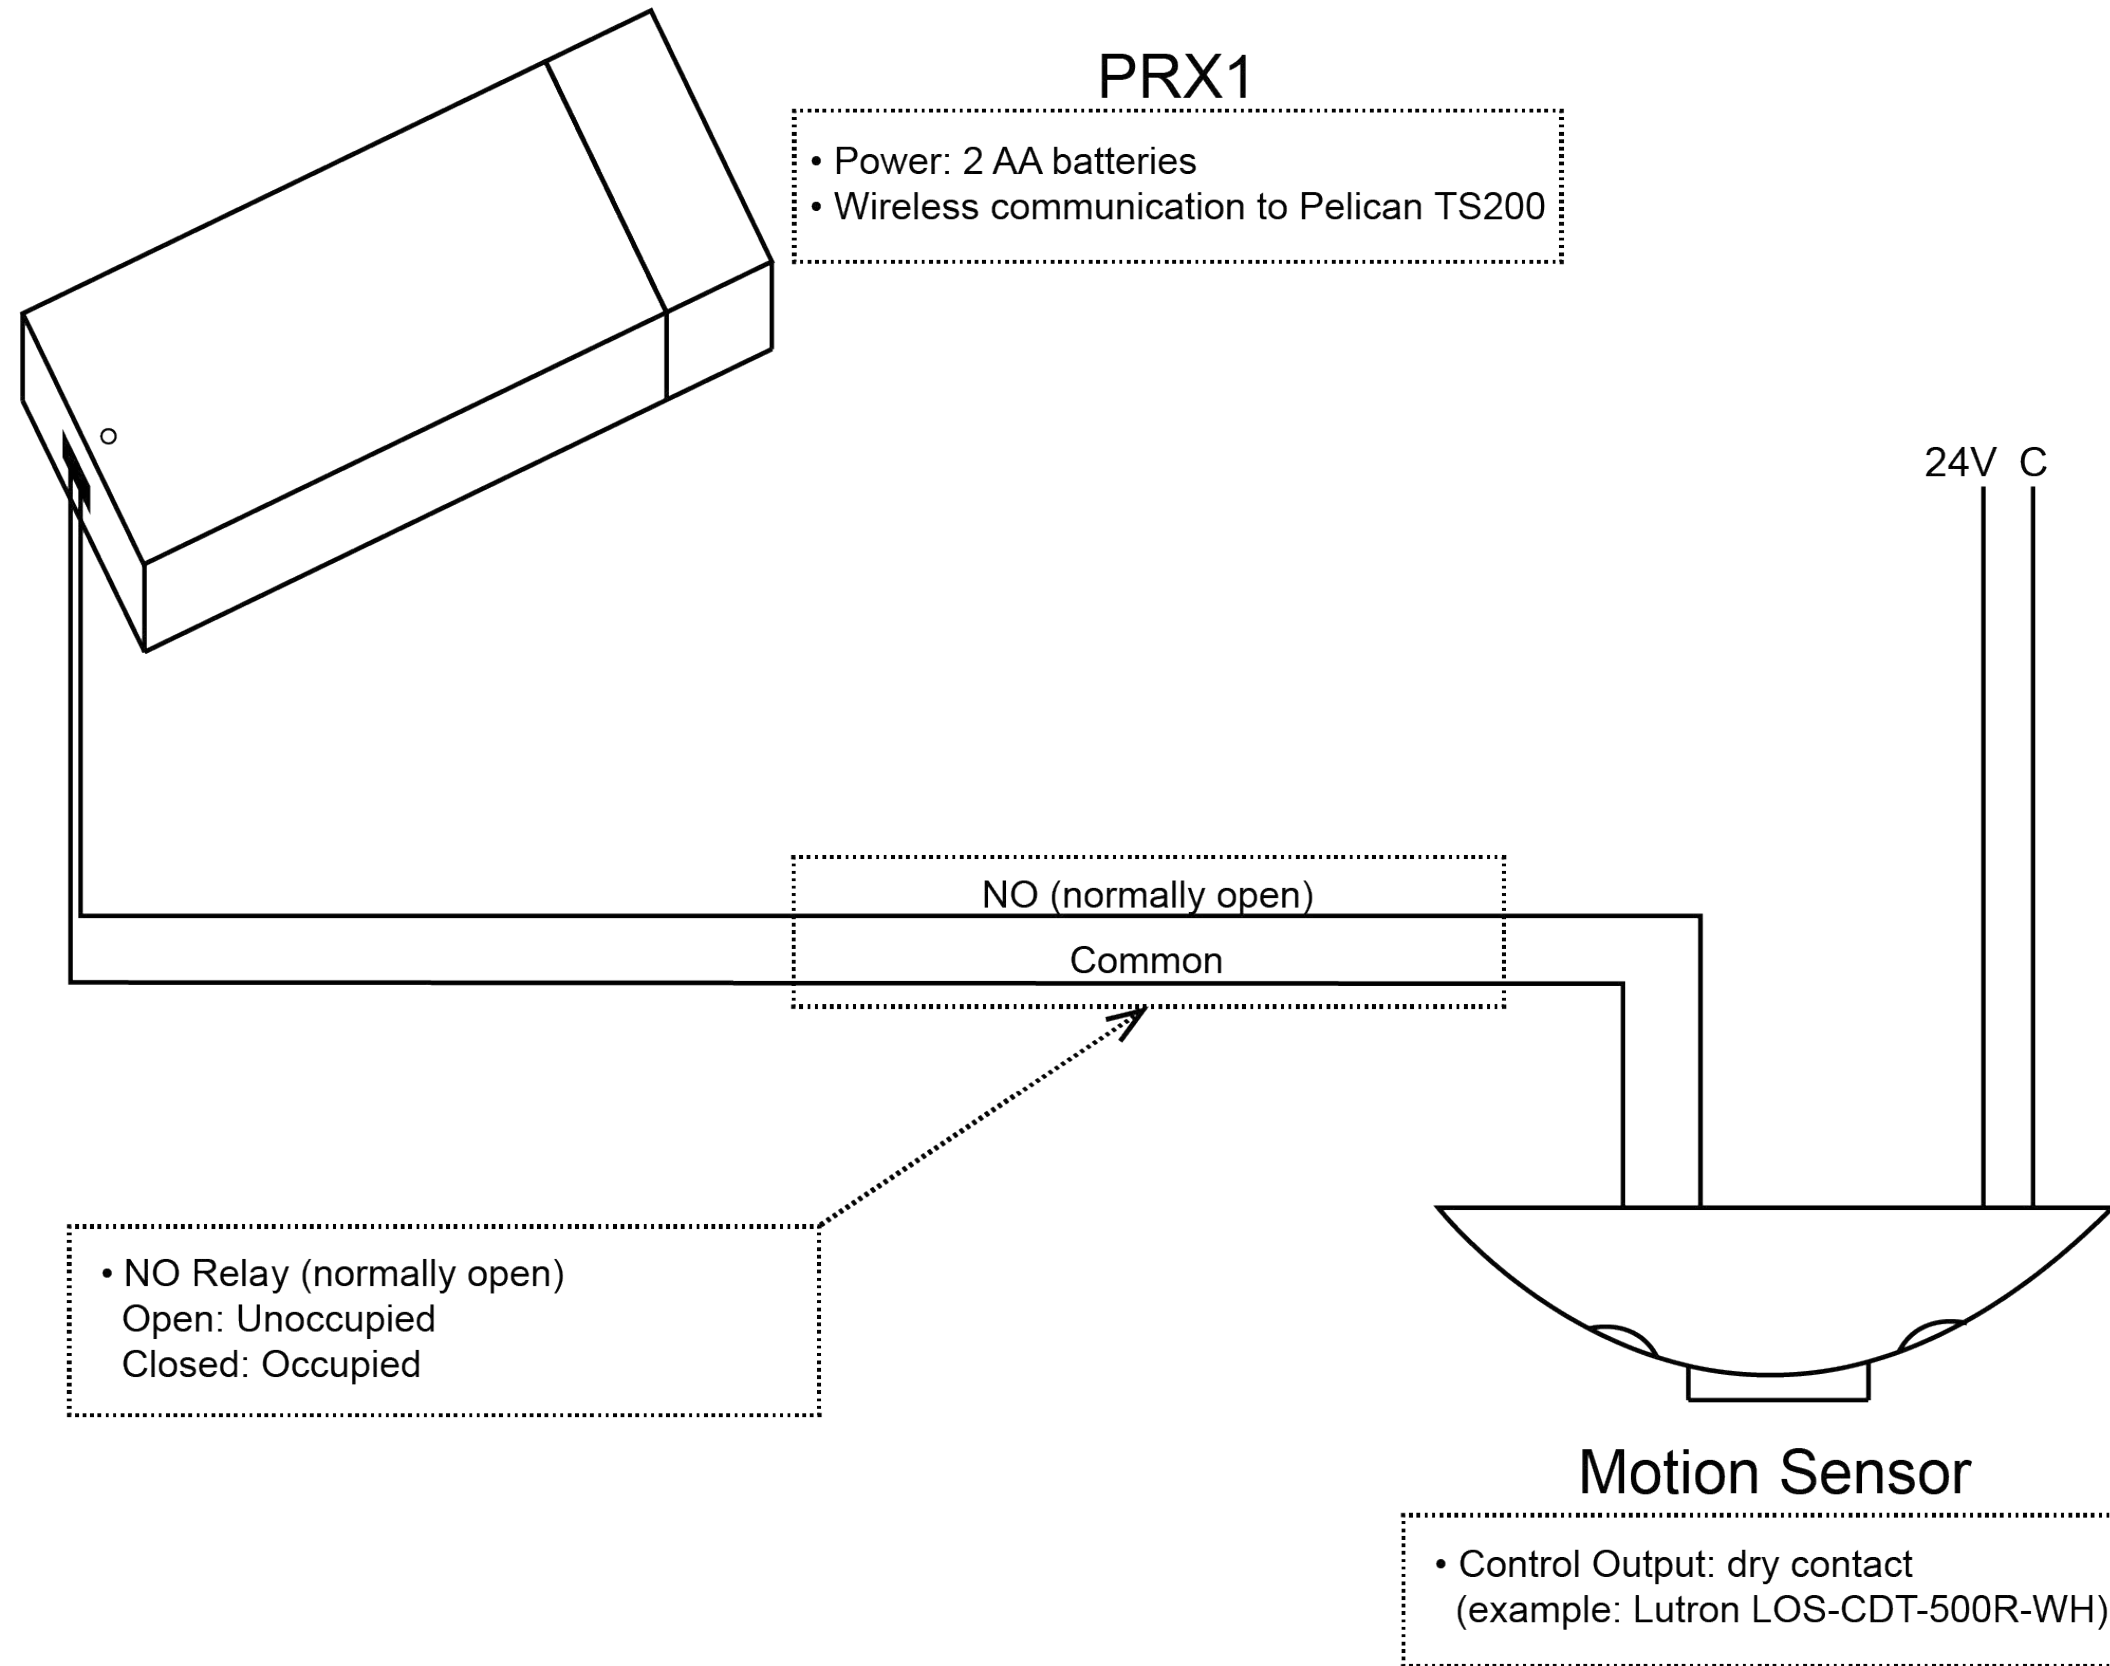 PRX1
• Power: 2 AA batteries
• Wireless communication to Pelican TS200
24V C
NO (normally open)
Common
• NO Relay (normally open)
Open: Unoccupied
Closed: Occupied
Motion Sensor
• Control Output: dry contact
(example: Lutron LOS-CDT-500R-WH)